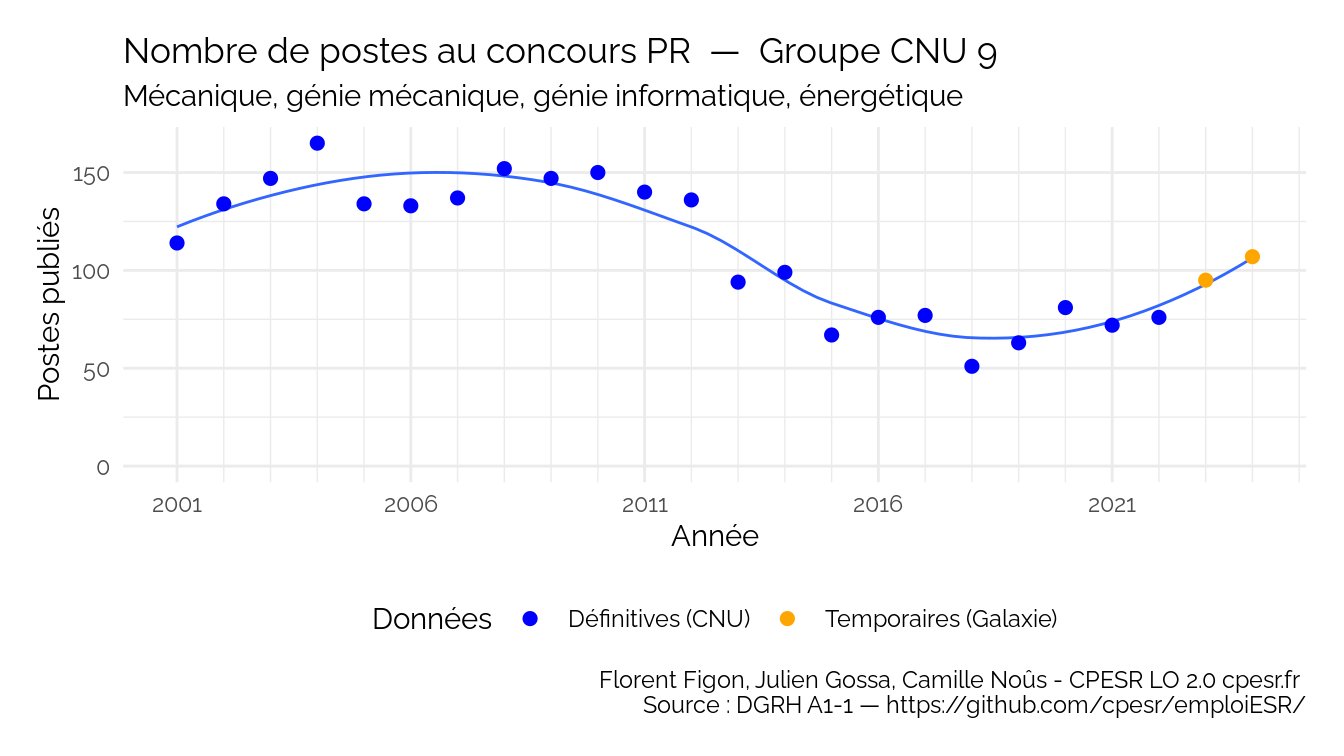 Nombre de postes au concours PR — Groupe CNU 9
Mécanique, génie mécanique, génie informatique, énergétique
Postes publiés
150
100
50
0
2001 2006 2011 2016 2021
Année
Données Définitives (CNU) Temporaires (Galaxie)
Florent Figon, Julien Gossa, Camille Noûs - CPESR LO 2.0 cpesr.fr
Source : DGRH A1-1 — https://github.com/cpesr/emploiESR/